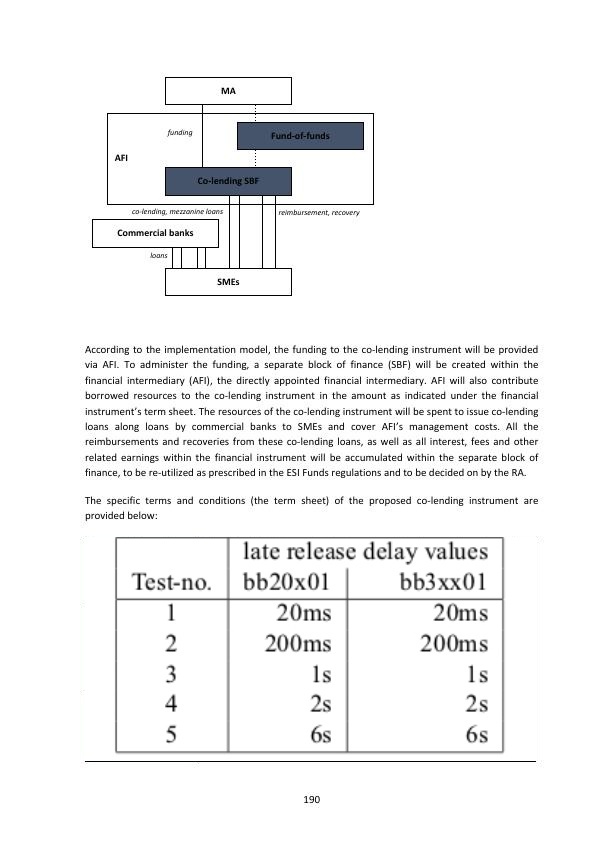 MA
funding
Fund-of-funds
AFI
Co-lending SBF
co-lending, mezzanine loans
reimbursement, recovery
Commercial banks
loans
SMEs
According to the implementation model, the funding to the co-lending instrument will be provided
via AFI. To administer the funding, a separate block of finance (SBF) will be created within the
financial intermediary (AFI), the directly appointed financial intermediary. AFI will also contribute
borrowed resources to the co-lending instrument in the amount as indicated under the financial
instrument's term sheet. The resources of the co-lending instrument will be spent to issue co-lending
loans along loans by commercial banks to SMEs and cover AFI's management costs. All the
reimbursements and recoveries from these co-lending loans, as well as all interest, fees and other
related earnings within the financial instrument will be accumulated within the separate block of
finance, to be re-utilized as prescribed in the ESI Funds regulations and to be decided on by the RA.
The specific terms and conditions (the term sheet) of the proposed co-lending instrument are
provided below:
late release delay values
Test-no. bb20x01 bb3xx01
1 20ms 20ms
2 200ms 200ms
3 1s 1s
4 2s 2s
5 6s 6s
190